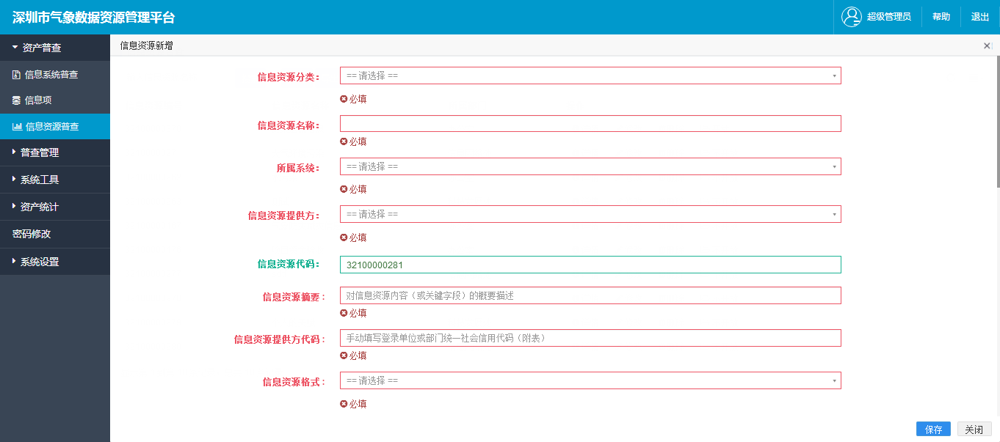 深圳市气象数据资源管理平台
超级管理员 帮助 退出
资产普查
信息系统普查
信息项
信息资源普查
普查管理
系统工具
资产统计
密码修改
系统设置
信息资源新增
信息资源分类： == 请选择 ==
必填
信息资源名称：
必填
所属系统： == 请选择 ==
必填
信息资源提供方： == 请选择 ==
必填
信息资源代码： 32100000281
信息资源摘要： 对信息资源内容（或关键字段）的概要描述
必填
信息资源提供方代码： 手动填写登录单位或部门统一社会信用代码（附表）
必填
信息资源格式： == 请选择 ==
必填
保存 关闭